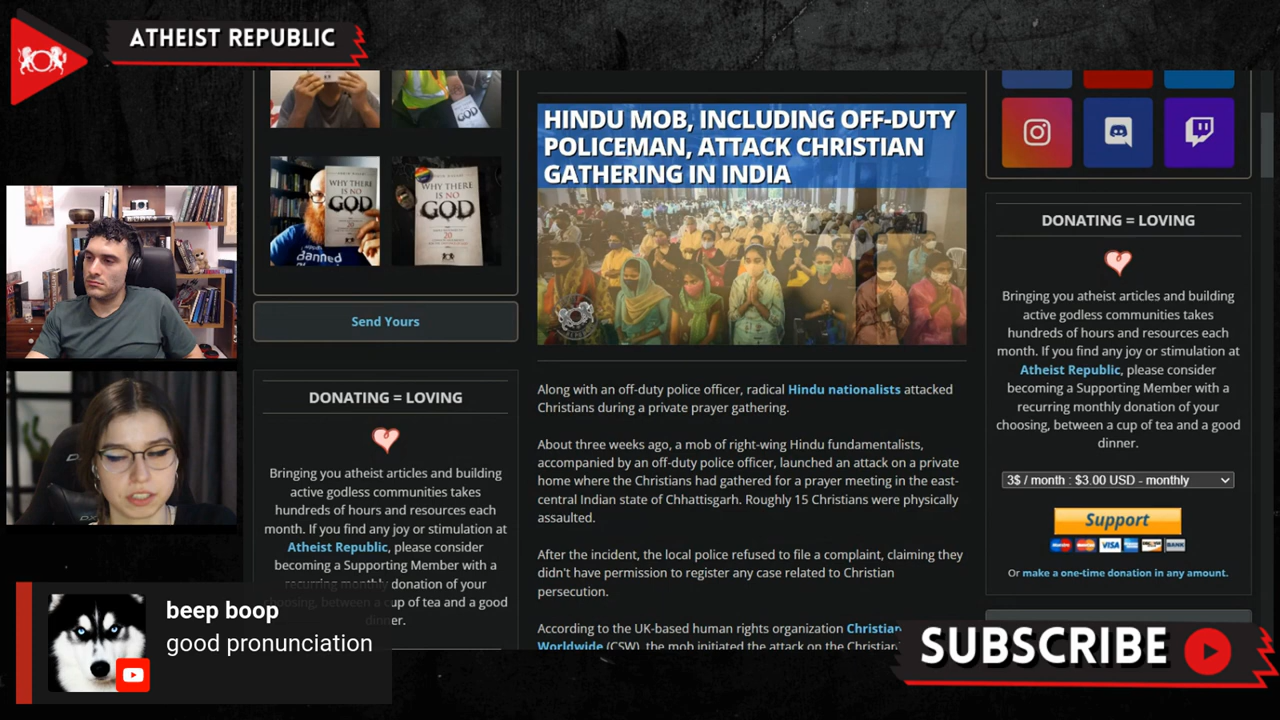 ATHEIST REPUBLIC
GOD
WHY THERE
IS NO
GOD
Banned
WHY THERE
IS NO
GOD
20
Send Yours
DONATING = LOVING
Bringing you atheist articles and building
active godless communities takes
hundreds of hours and resources each
month. If you find any joy or stimulation at
Atheist Republic, please consider
becoming a Supporting Member with a
recurring monthly donation of your
choosing, between a cup of tea and a good
dinner.
HINDU MOB, INCLUDING OFF-DUTY
POLICEMAN, ATTACK CHRISTIAN
GATHERING IN INDIA
Along with an off-duty police officer, radical Hindu nationalists attacked
Christians during a private prayer gathering.
About three weeks ago, a mob of right-wing Hindu fundamentalists,
accompanied by an off-duty police officer, launched an attack on a private
home where the Christians had gathered for a prayer meeting in the east-
central Indian state of Chhattisgarh. Roughly 15 Christians were physically
assaulted.
After the incident, the local police refused to file a complaint, claiming they
didn't have permission to register any case related to Christian
persecution.
According to the UK-based human rights organization Christian
Worldwide (CSW), the mob initiated the attack on the Christian
DONATING = LOVING
Bringing you atheist articles and building
active godless communities takes
hundreds of hours and resources each
month. If you find any joy or stimulation at
Atheist Republic, please consider
becoming a Supporting Member with a
recurring monthly donation of your
choosing, between a cup of tea and a good
dinner.
3$ / month : $3.00 USD - monthly
Support
VISA
BANK
Or make a one-time donation in any amount.
beep boop
good pronunciation
SUBSCRIBE